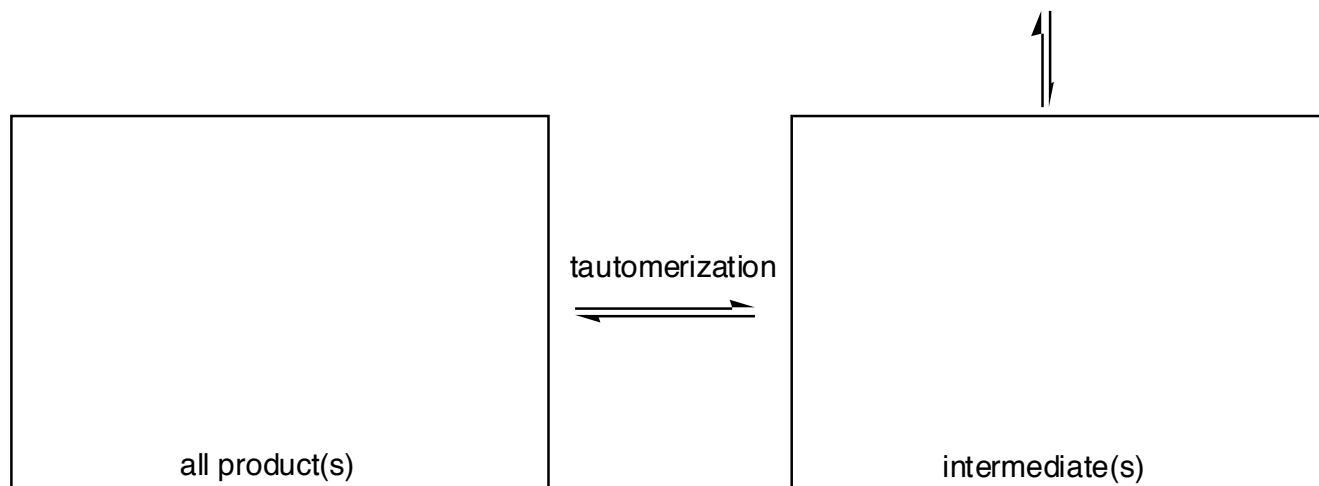 tautomerization
all product(s)
intermediate(s)